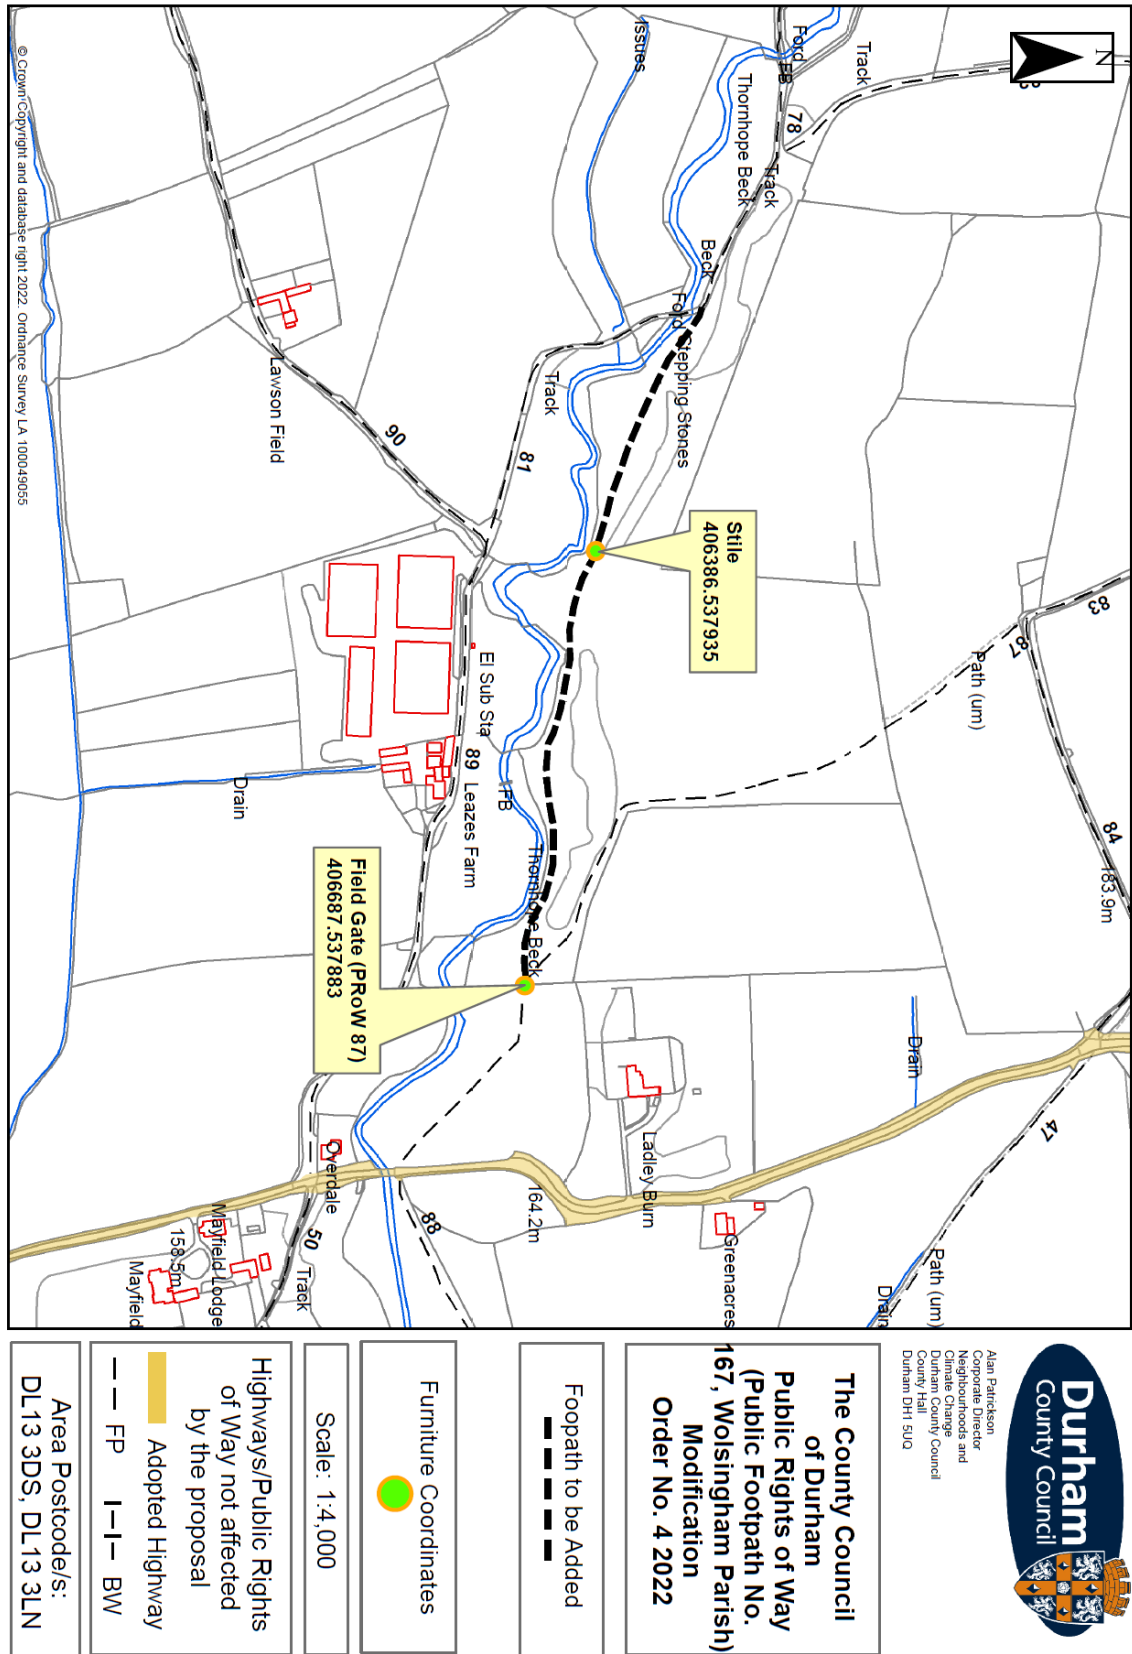 N
Track
Ford
FB
Issues
Thornhope Beck
78
Track
Beck
Ford
Stepping Stones
Track
81
90
Lawson Field
Stile
406386.537935
83
87
Path (um)
84
183.9m
El Sub Sta
89
Leazes Farm
FB
Drain
Thornhope Beck
Field Gate (PRoW 87)
406687.537883
Drain
47
Ladley Burn
Overdale
164.2m
88
Greenacres
50
Track
Mayfield Lodge
158.5m
Mayfield
Path (um)
Drain
© Crown Copyright and database right 2022. Ordnance Survey LA 100049055
Durham
County Council
Alan Patrickson
Corporate Director
Neighbourhoods and
Climate Change
Durham County Council
County Hall
Durham DH1 5UQ
The County Council
of Durham
Public Rights of Way
(Public Footpath No.
167, Wolsingham Parish)
Modification
Order No. 4 2022
Foopath to be Added
Furniture Coordinates
Scale: 1:4,000
Highways/Public Rights
of Way not affected
by the proposal
Adopted Highway
FP BW
Area Postcode/s:
DL13 3DS, DL13 3LN